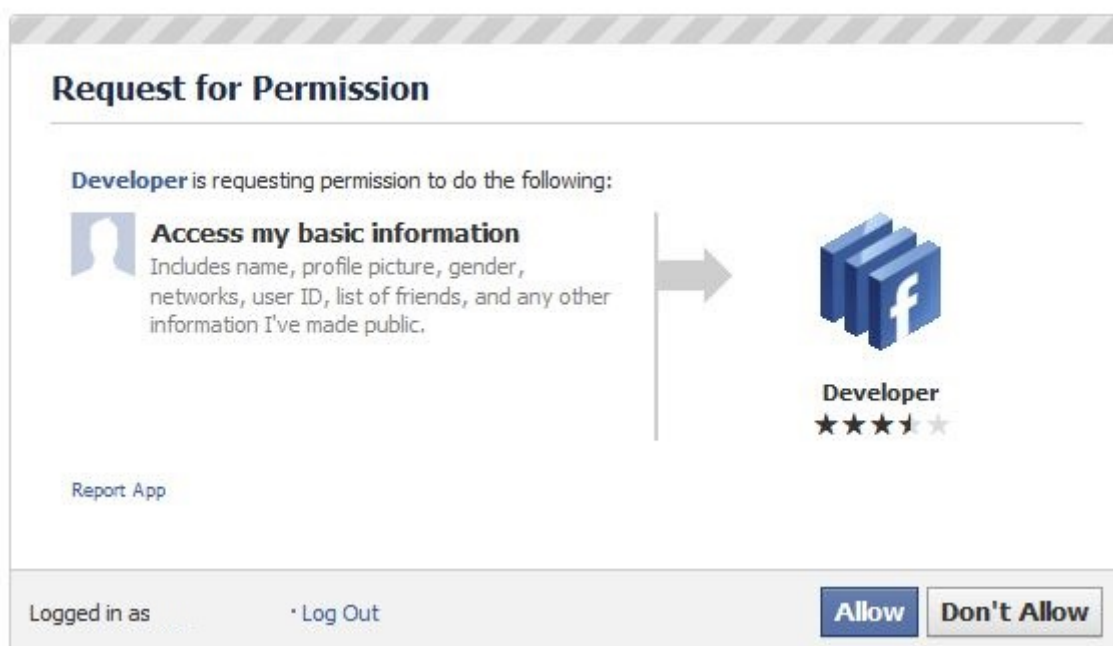 Request for Permission
Developer is requesting permission to do the following:
Access my basic information
Includes name, profile picture, gender,
networks, user ID, list of friends, and any other
information I've made public.
f
Developer
Report App
Logged in as · Log Out
Allow Don't Allow